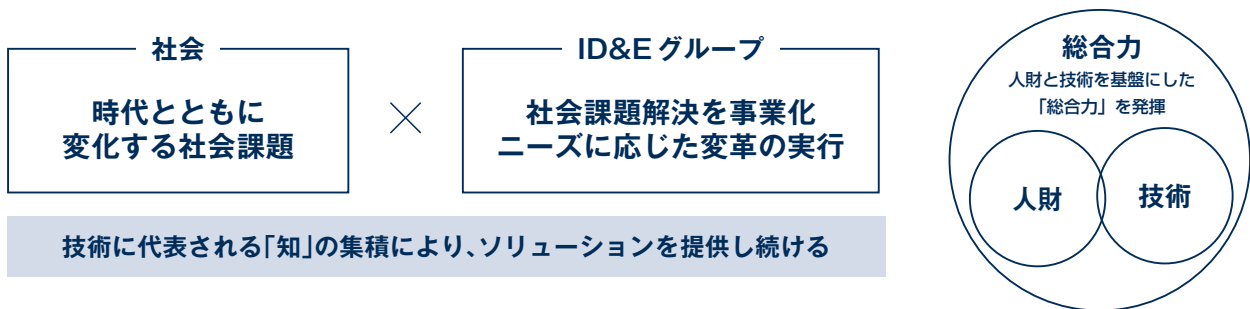 社会
時代とともに
変化する社会課題
×
ID&Eグループ
社会課題解決を事業化
ニーズに応じた変革の実行
技術に代表される「知」の集積により、ソリューションを提供し続ける
総合力
人財と技術を基盤にした
「総合力」を発揮
人財
技術